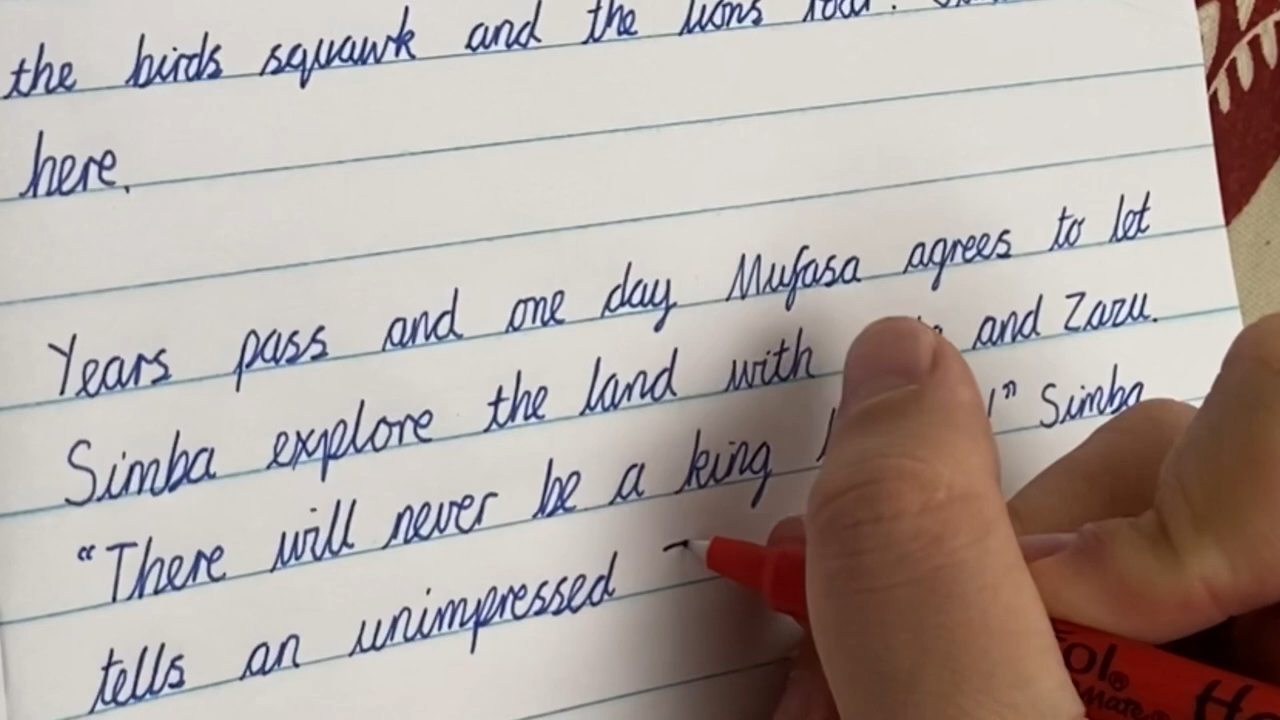 the birds squawk and the lions
here.
Years pass and one day Mufasa agrees to let
Simba explore the land with and Zazu.
"There will never be a king !" Simba
tells an unimpressed